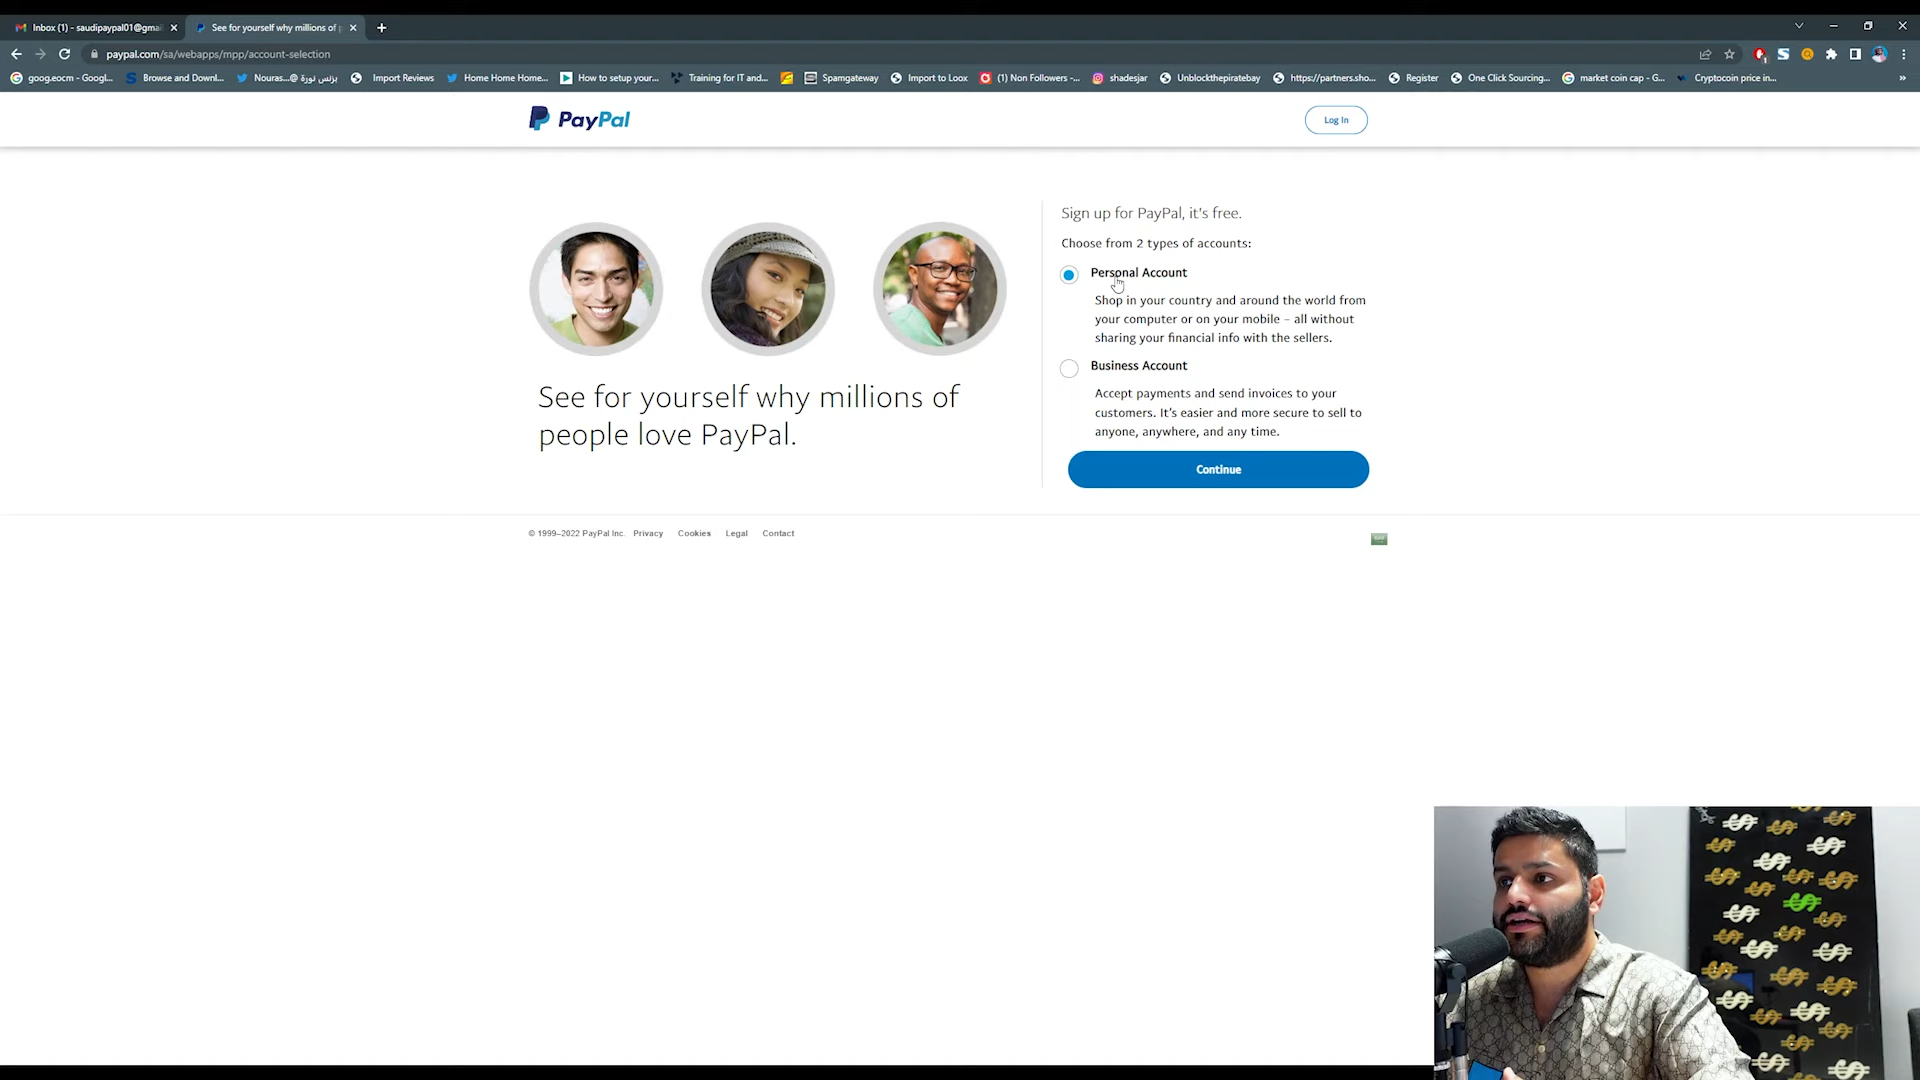 Inbox (1) - saudipaypal01@gmai
See for yourself why millions of p
paypal.com/sa/webapps/mpp/account-selection
goog.eocm - Googl...
Browse and Downl...
Nouras...@ بزنس نورة
Import Reviews
Home Home Home...
How to setup your...
Training for IT and...
Spamgateway
Import to Loox
(1) Non Followers -...
shadesjar
Unblockthepiratebay
https://partners.sho...
Register
One Click Sourcing...
market coin cap - G...
Cryptocoin price in...
PayPal
Log In
Sign up for PayPal, it's free.
Choose from 2 types of accounts:
Personal Account
Shop in your country and around the world from
your computer or on your mobile – all without
sharing your financial info with the sellers.
Business Account
Accept payments and send invoices to your
customers. It's easier and more secure to sell to
anyone, anywhere, and any time.
Continue
See for yourself why millions of
people love PayPal.
© 1999–2022 PayPal Inc. Privacy Cookies Legal Contact